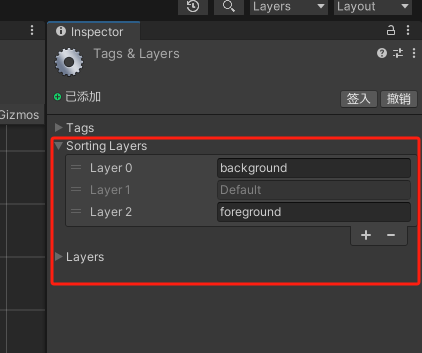 Layers Layout
Inspector
Tags & Layers
已添加
签入 撤销
Gizmos
Tags
Sorting Layers
Layer 0 background
Layer 1 Default
Layer 2 foreground
Layers